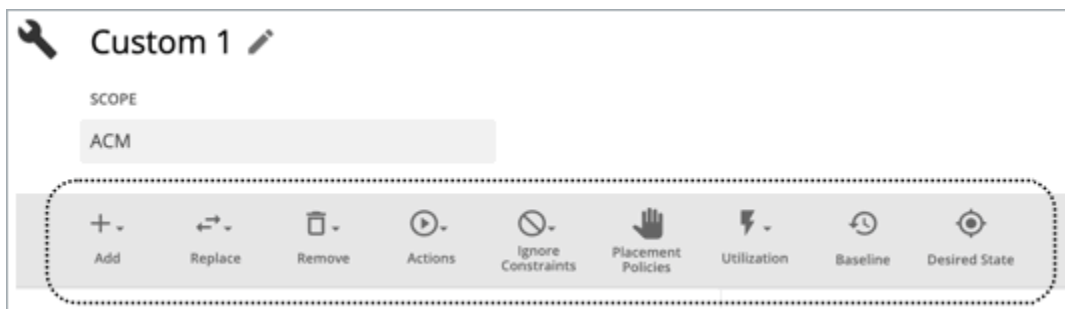 Custom 1
SCOPE
ACM
Add
Replace
Remove
Actions
Ignore
Constraints
Placement
Policies
Utilization
Baseline
Desired State